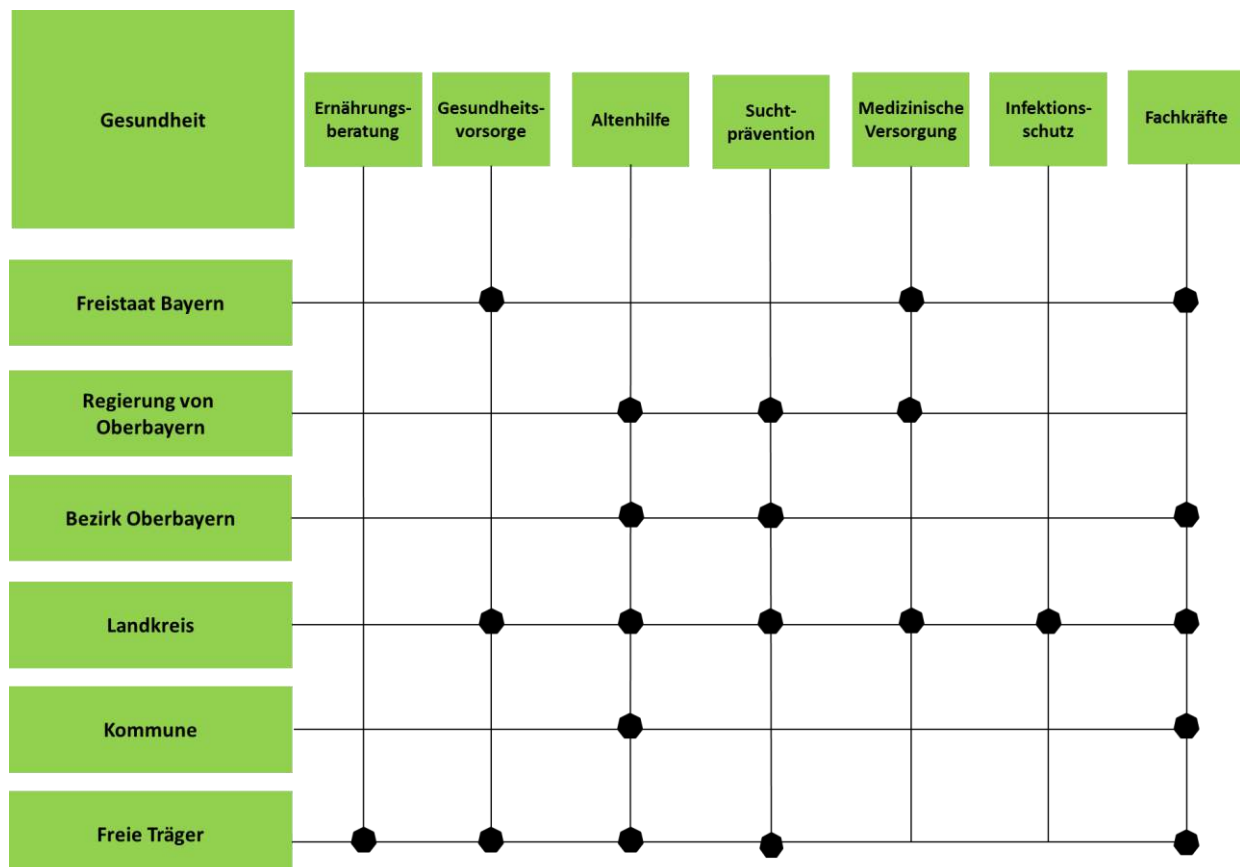 Gesundheit
Ernährungs-
beratung
Gesundheits-
vorsorge
Altenhilfe
Sucht-
prävention
Medizinische
Versorgung
Infektions-
schutz
Fachkräfte
Freistaat Bayern
Regierung von
Oberbayern
Bezirk Oberbayern
Landkreis
Kommune
Freie Träger